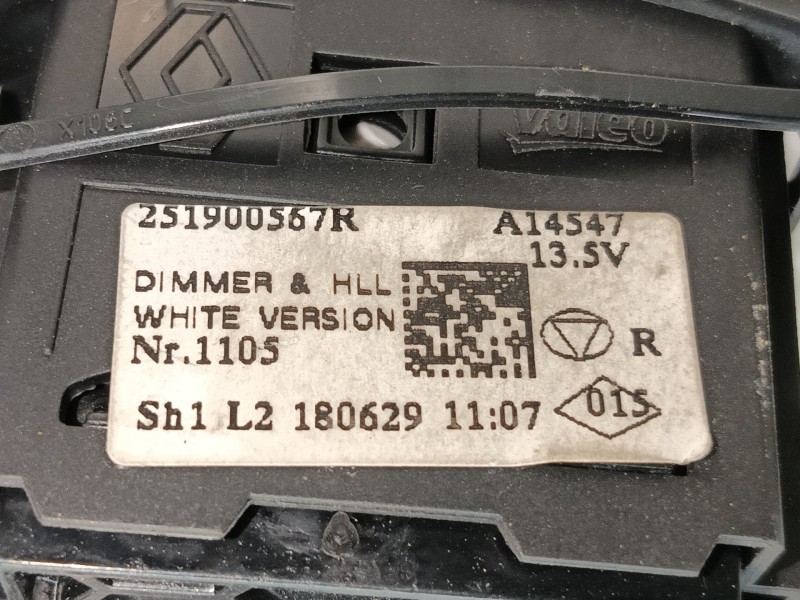 X106C
Valeo
251900567R
A14547
13.5V
DIMMER & HLL
WHITE VERSION
Nr.1105
R
Sh1 L2 180629 11:07
015